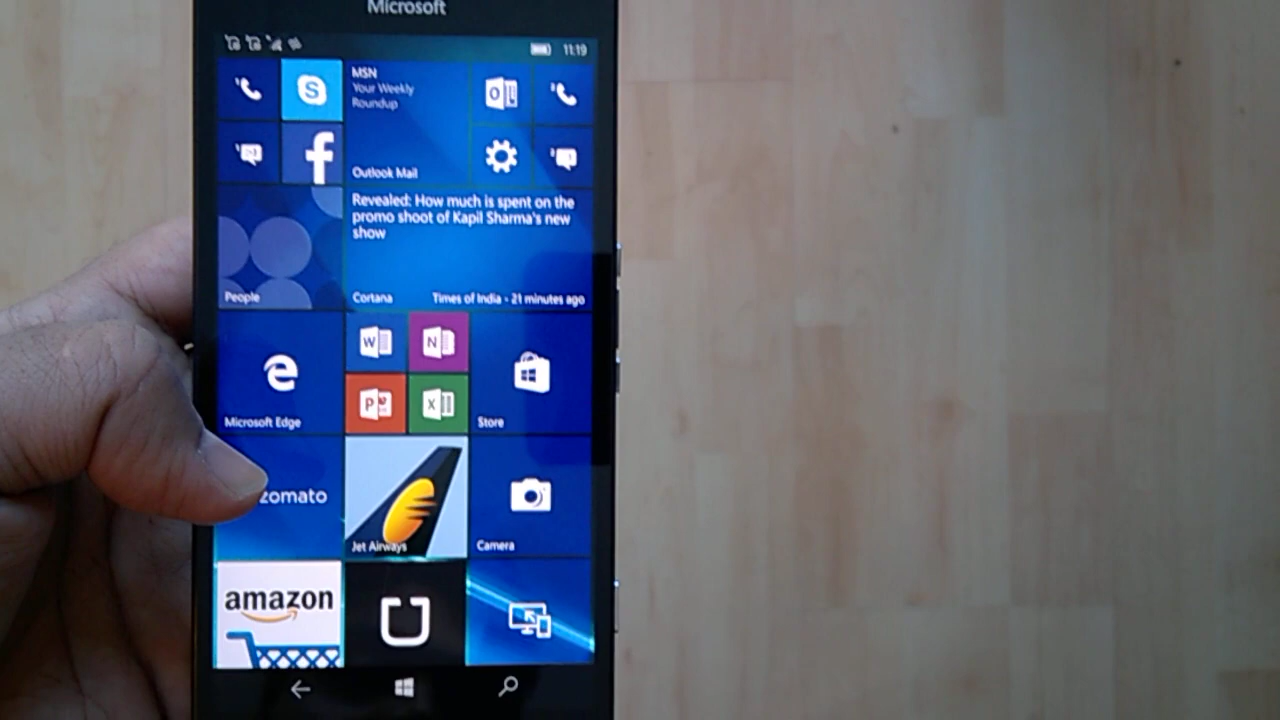 Microsoft
11:19
MSN
Your Weekly
Roundup
Outlook Mail
Revealed: How much is spent on the
promo shoot of Kapil Sharma's new
show
People
Cortana
Times of India - 21 minutes ago
Microsoft Edge
Store
zomato
Jet Airways
Camera
amazon